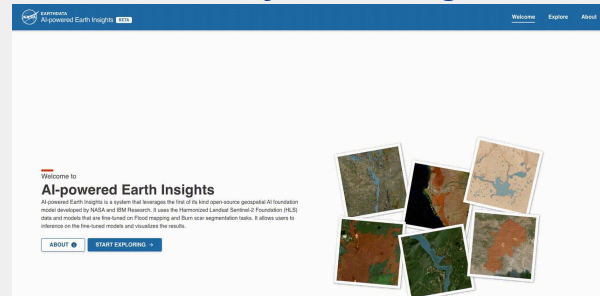 EARTHDATA
AI-powered Earth Insights BETA
Welcome
Explore
About
Welcome to
AI-powered Earth Insights
AI-powered Earth Insights is a system that leverages the first of its kind open-source geospatial AI foundation
model developed by NASA and IBM Research. It uses the Harmonized Landsat Sentinel-2 Foundation (HLS)
data and models that are fine-tuned on Flood mapping and Burn scar segmentation tasks. It allows users to
inference on the fine-tuned models and visualizes the results.
ABOUT
START EXPLORING →